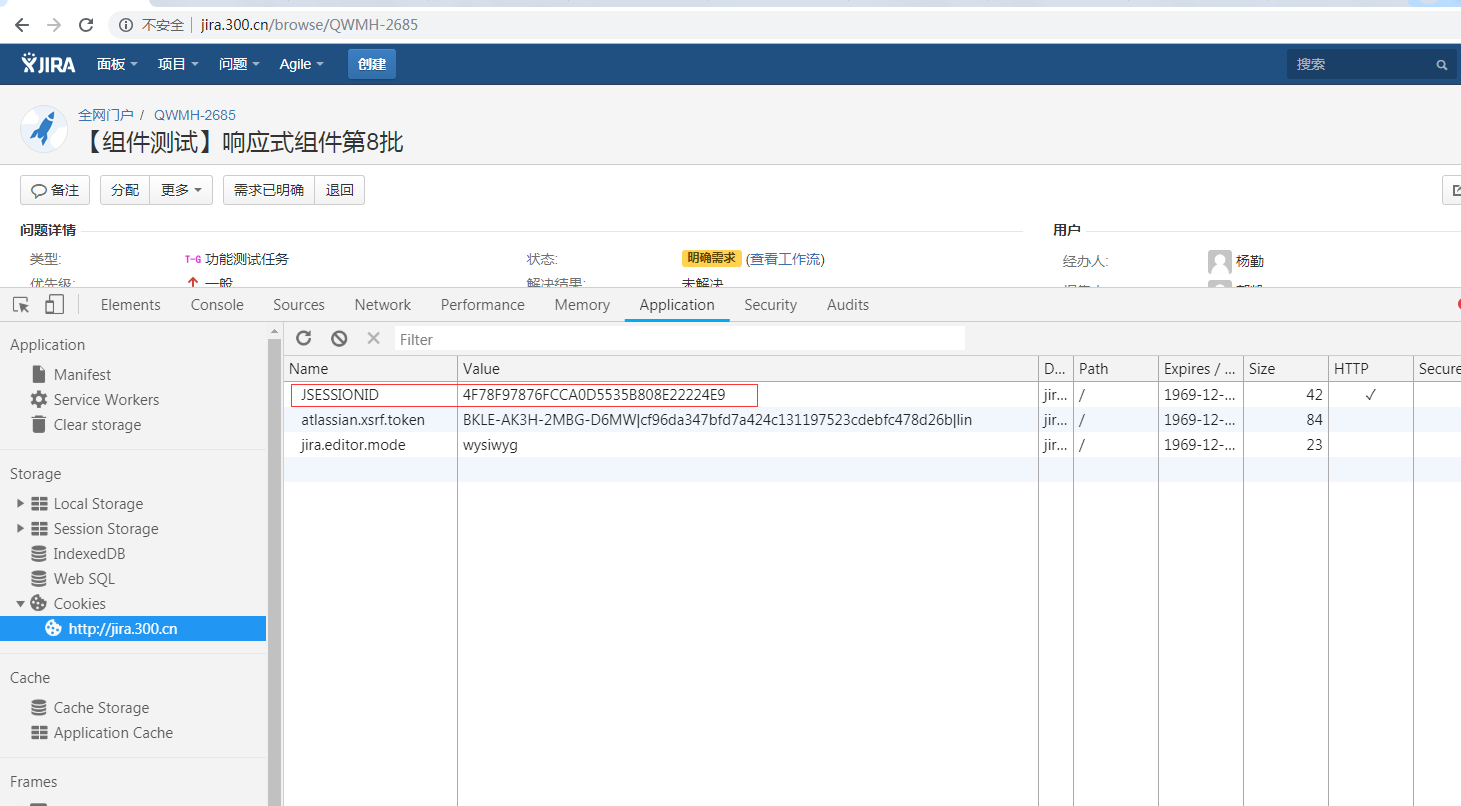 不安全 jira.300.cn/browse/QWMH-2685
JIRA 面板 项目 问题 Agile 创建 搜索
全网门户 / QWMH-2685
【组件测试】响应式组件第8批
备注 分配 更多 需求已明确 退回
问题详情 用户
类型: T-G 功能测试任务 状态: 明确需求 (查看工作流) 经办人: 杨勤
优先级: 一般 解决结果: 未解决
Elements Console Sources Network Performance Memory Application Security Audits
Application
Manifest
Service Workers
Clear storage
Storage
Local Storage
Session Storage
IndexedDB
Web SQL
Cookies
http://jira.300.cn
Cache
Cache Storage
Application Cache
Frames
Filter
Name Value D... Path Expires / ... Size HTTP Secure
JSESSIONID 4F78F97876FCCA0D5535B808E22224E9 jir... / 1969-12-... 42 ✓
atlassian.xsrf.token BKLE-AK3H-2MBG-D6MW|cf96da347bfd7a424c131197523cdebfc478d26b|lin jir... / 1969-12-... 84
jira.editor.mode wysiwyg jir... / 1969-12-... 23